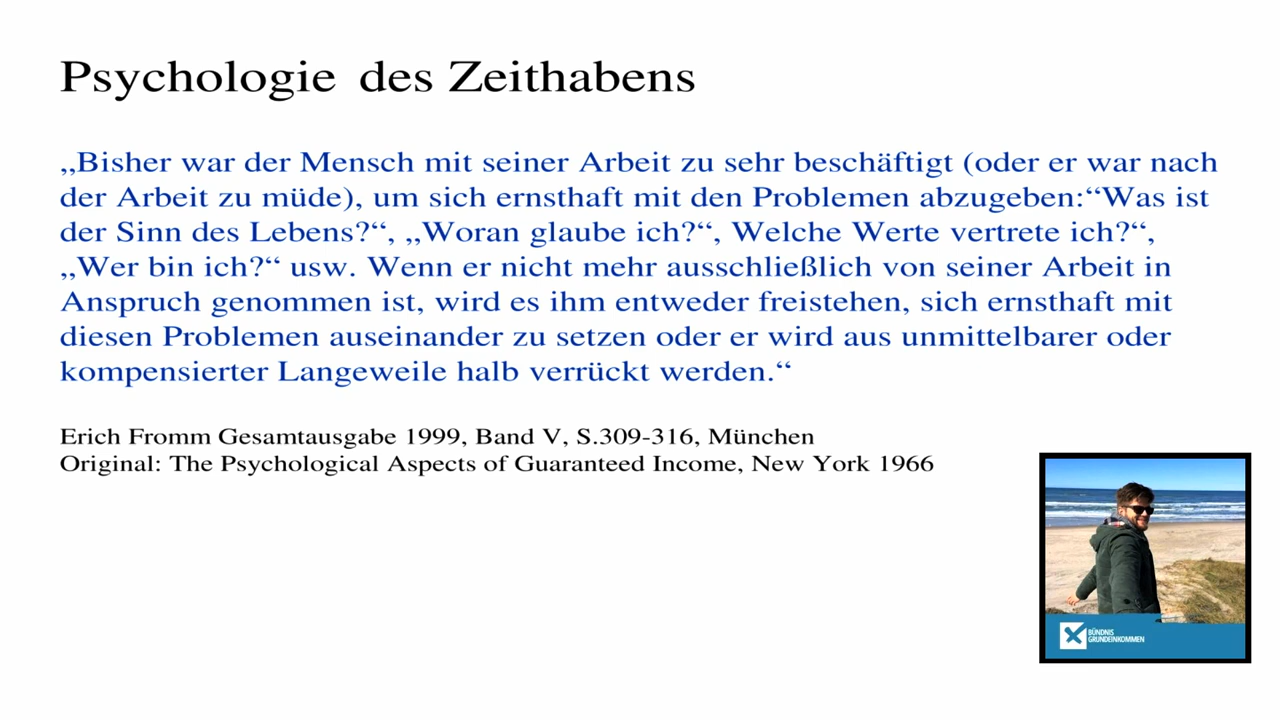 Psychologie des Zeithabens
„Bisher war der Mensch mit seiner Arbeit zu sehr beschäftigt (oder er war nach
der Arbeit zu müde), um sich ernsthaft mit den Problemen abzugeben:“Was ist
der Sinn des Lebens?“, „Woran glaube ich?“, Welche Werte vertrete ich?“,
„Wer bin ich?“ usw. Wenn er nicht mehr ausschließlich von seiner Arbeit in
Anspruch genommen ist, wird es ihm entweder freistehen, sich ernsthaft mit
diesen Problemen auseinander zu setzen oder er wird aus unmittelbarer oder
kompensierter Langeweile halb verrückt werden.“
Erich Fromm Gesamtausgabe 1999, Band V, S.309-316, München
Original: The Psychological Aspects of Guaranteed Income, New York 1966
BÜNDNIS
GRUNDEINKOMMEN